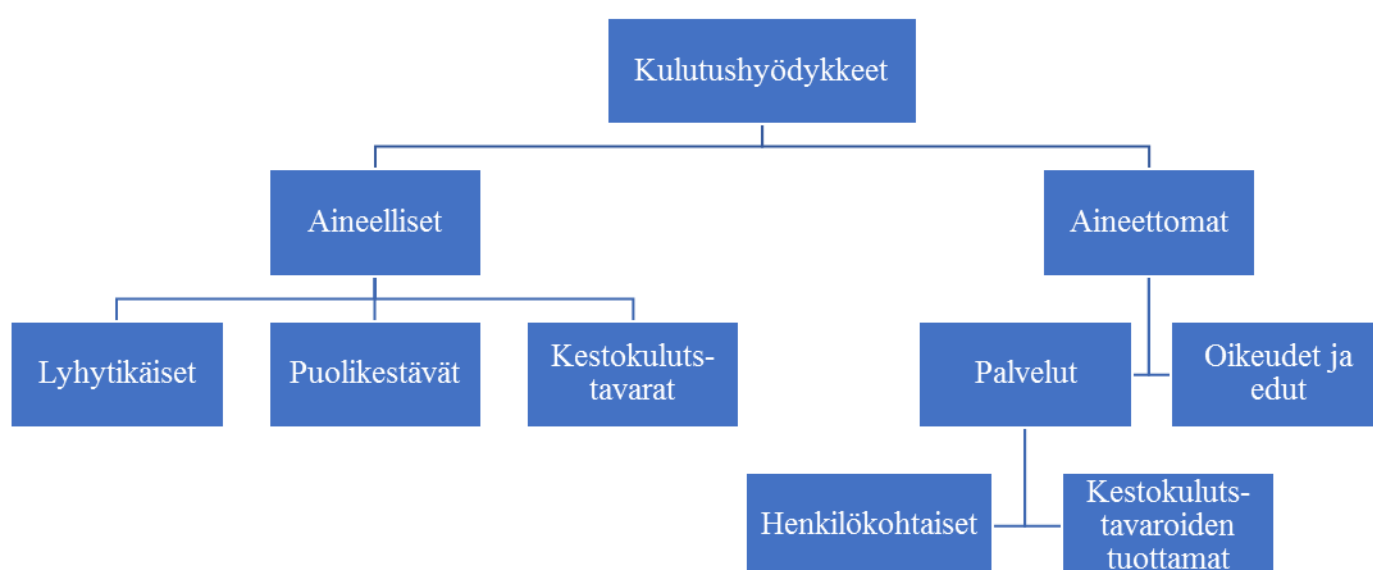 Kulutushyödykkeet
Aineelliset
Aineettomat
Lyhytikäiset
Puolikestävät
Kestokuluts-
tavarat
Palvelut
Oikeudet ja
edut
Henkilökohtaiset
Kestokuluts-
tavaroiden
tuottamat